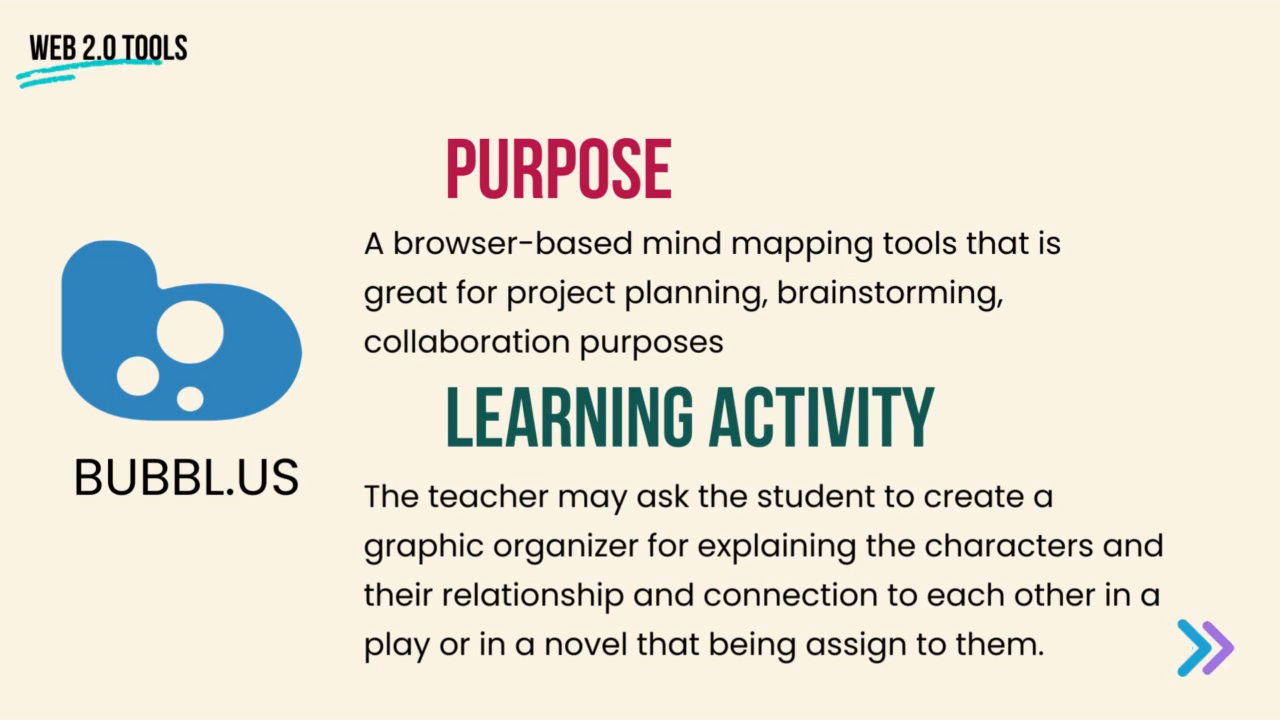 WEB 2.0 TOOLS
PURPOSE
A browser-based mind mapping tools that is
great for project planning, brainstorming,
collaboration purposes
BUBBL.US
LEARNING ACTIVITY
The teacher may ask the student to create a
graphic organizer for explaining the characters and
their relationship and connection to each other in a
play or in a novel that being assign to them.